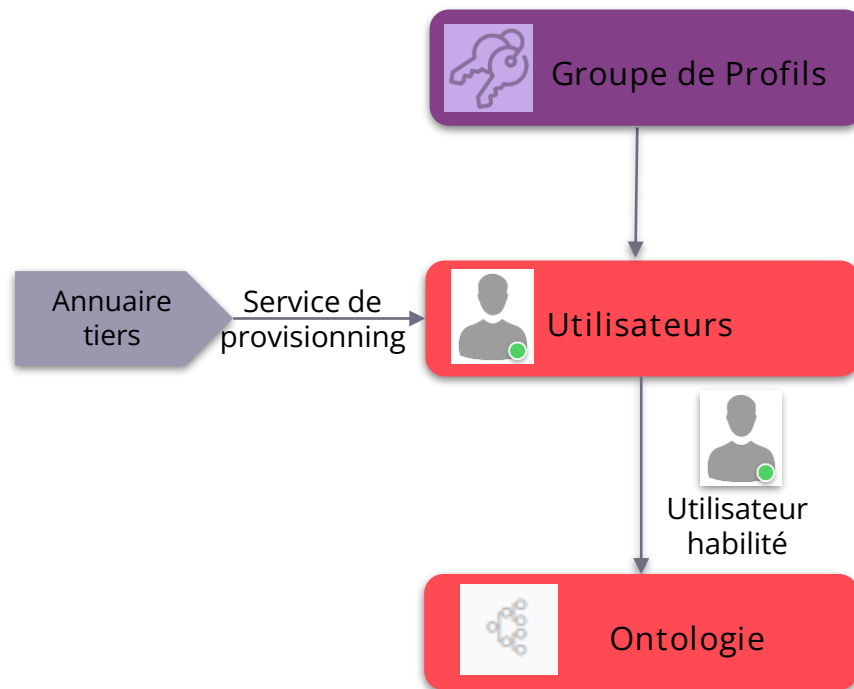 Groupe de Profils
Annuaire
tiers
Service de
provisionning
Utilisateurs
Utilisateur
habilité
Ontologie